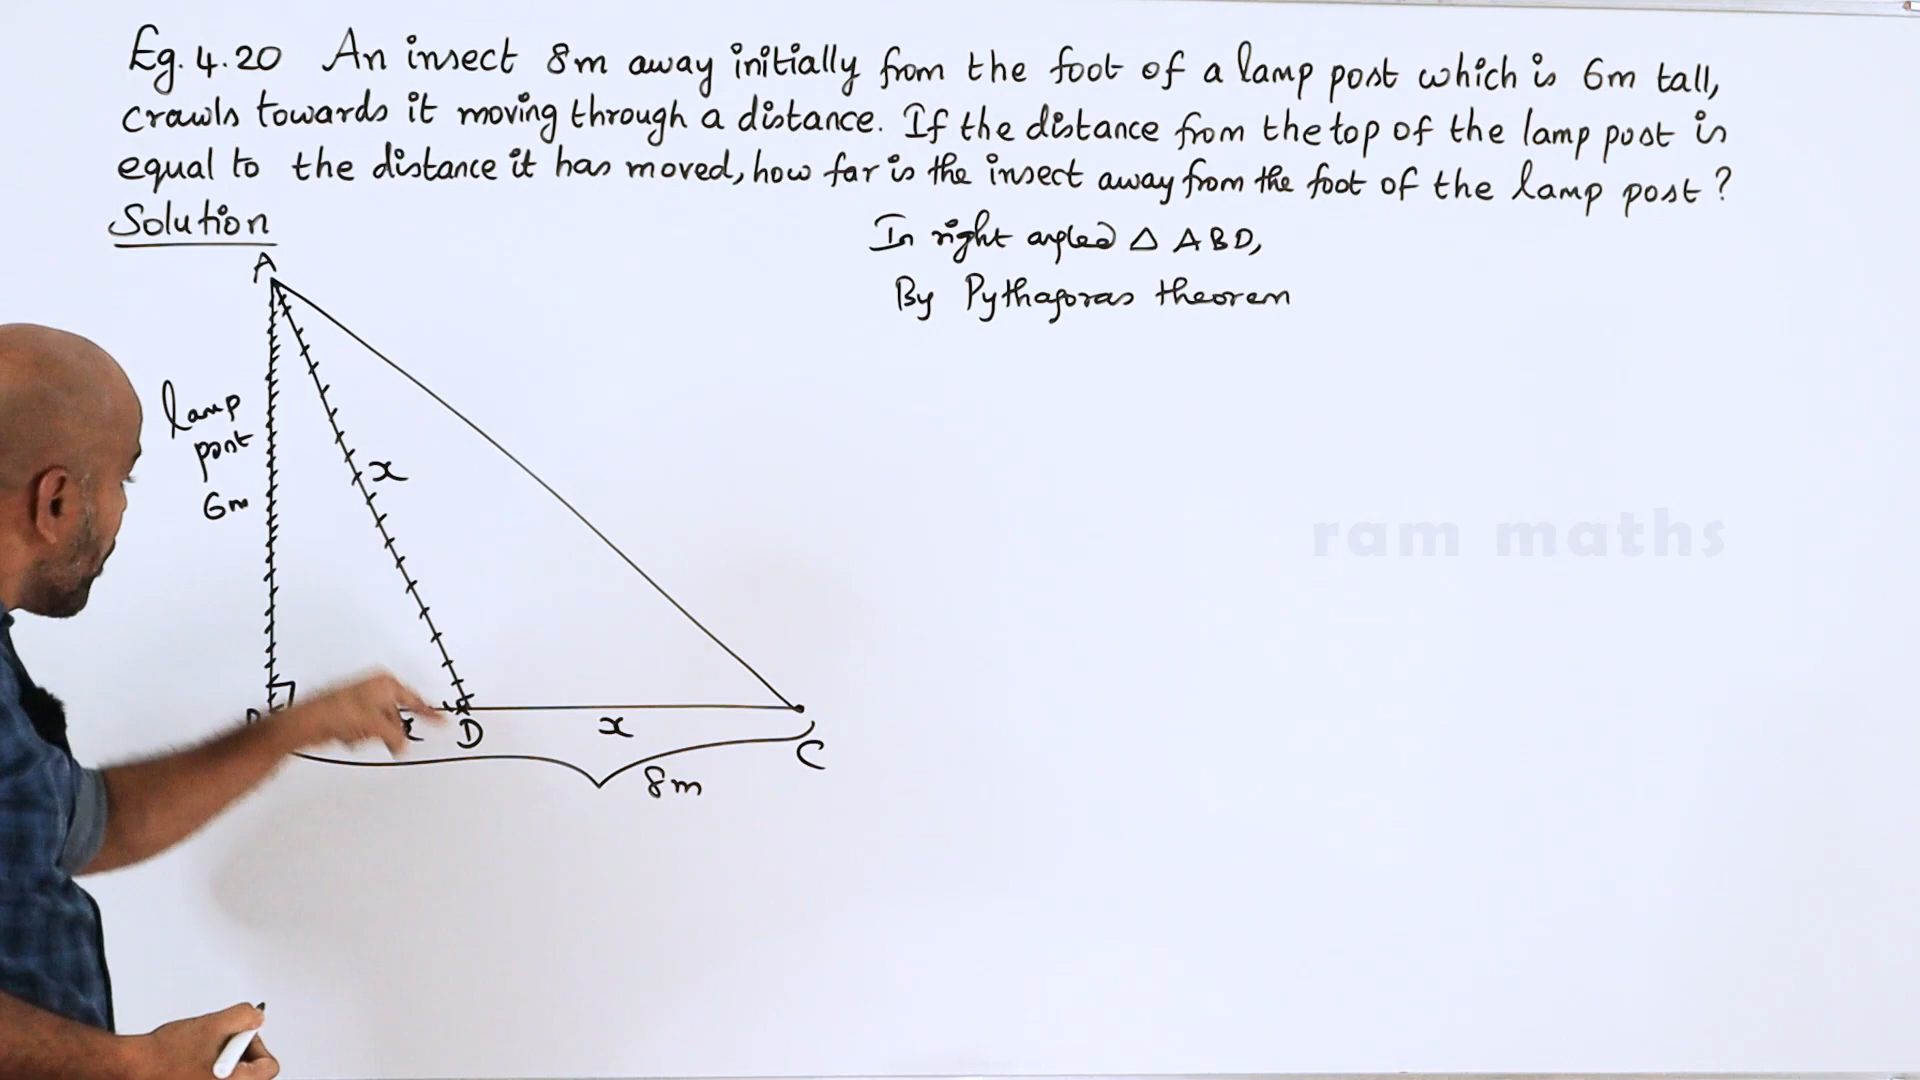 Eg. 4.20 An insect 8m away initially from the foot of a lamp post which is 6m tall,
crawls towards it moving through a distance. If the distance from the top of the lamp post is
equal to the distance it has moved, how far is the insect away from the foot of the lamp post?
Solution
In right angled △ ABD,
By Pythagoras theorem
A
lamp
post
6m
x
ram maths
D
x
C
8m